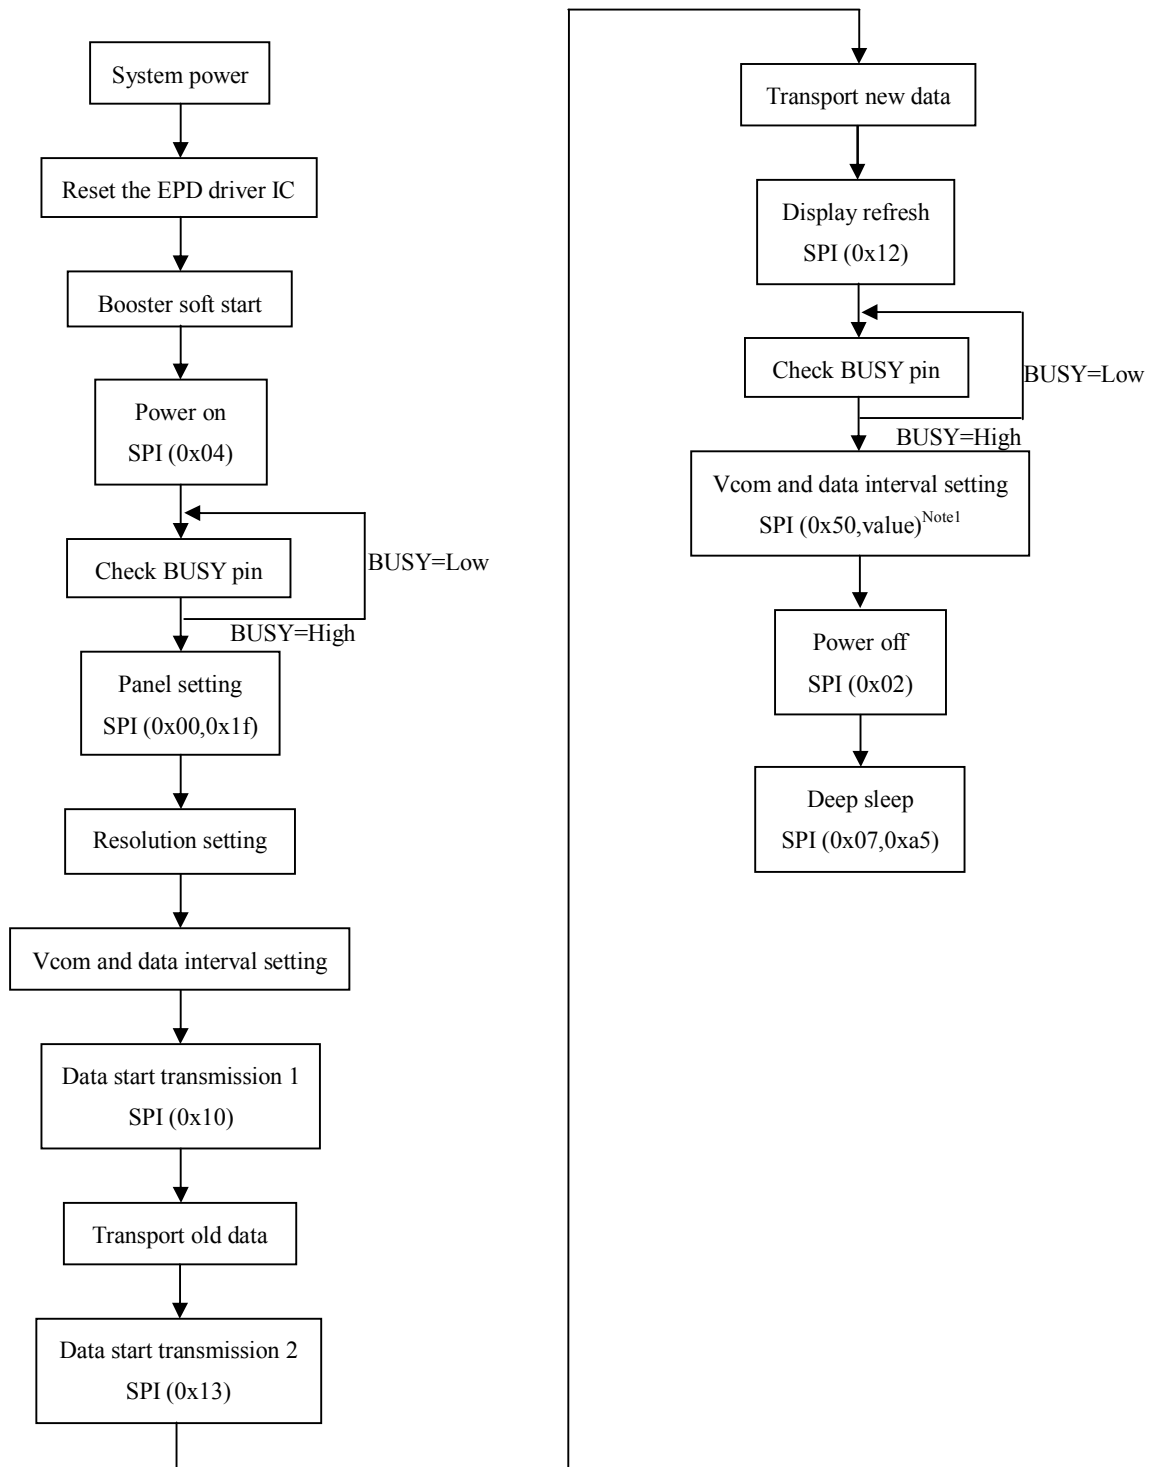 System power
Reset the EPD driver IC
Booster soft start
Power on
SPI (0x04)
Check BUSY pin
BUSY=Low
BUSY=High
Panel setting
SPI (0x00,0x1f)
Resolution setting
Vcom and data interval setting
Data start transmission 1
SPI (0x10)
Transport old data
Data start transmission 2
SPI (0x13)
Transport new data
Display refresh
SPI (0x12)
Check BUSY pin
BUSY=Low
BUSY=High
Vcom and data interval setting
SPI (0x50,value)Note1
Power off
SPI (0x02)
Deep sleep
SPI (0x07,0xa5)